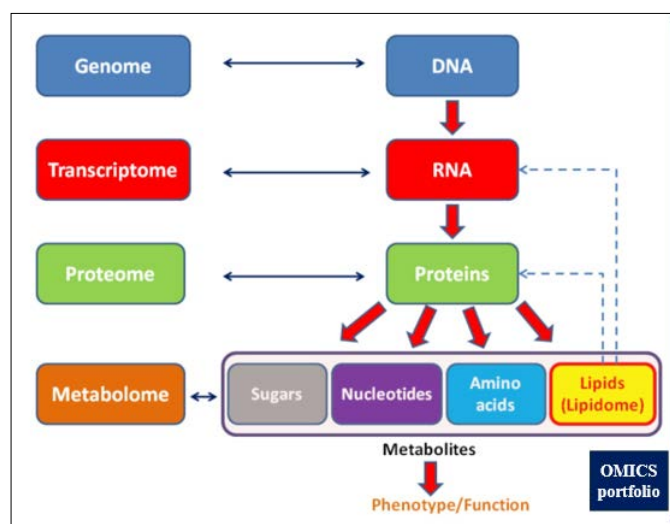 Genome
DNA
Transcriptome
RNA
Proteome
Proteins
Metabolome
Sugars
Nucleotides
Amino
acids
Lipids
(Lipidome)
Metabolites
Phenotype/Function
OMICS
portfolio